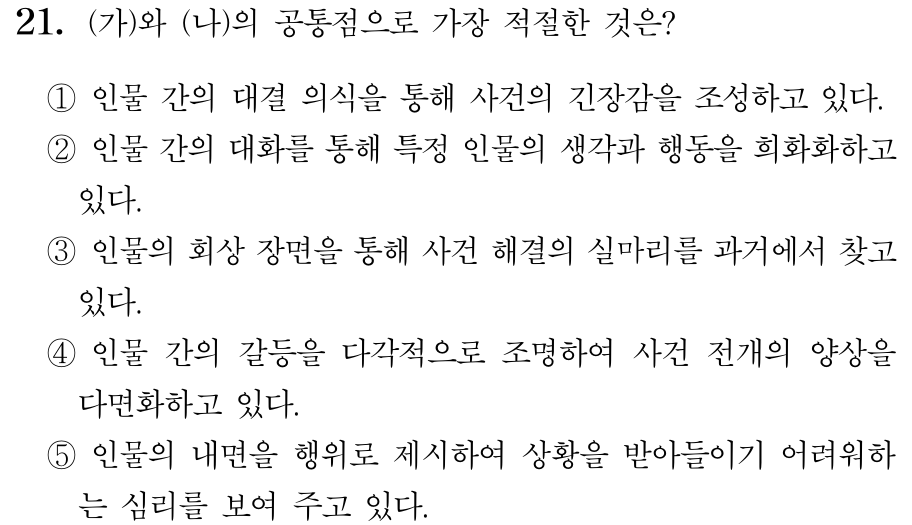 21. (가)와 (나)의 공통점으로 가장 적절한 것은?
① 인물 간의 대결 의식을 통해 사건의 긴장감을 조성하고 있다.
② 인물 간의 대화를 통해 특정 인물의 생각과 행동을 희화화하고
있다.
③ 인물의 회상 장면을 통해 사건 해결의 실마리를 과거에서 찾고
있다.
④ 인물 간의 갈등을 다각적으로 조명하여 사건 전개의 양상을
다면화하고 있다.
⑤ 인물의 내면을 행위로 제시하여 상황을 받아들이기 어려워하
는 심리를 보여 주고 있다.